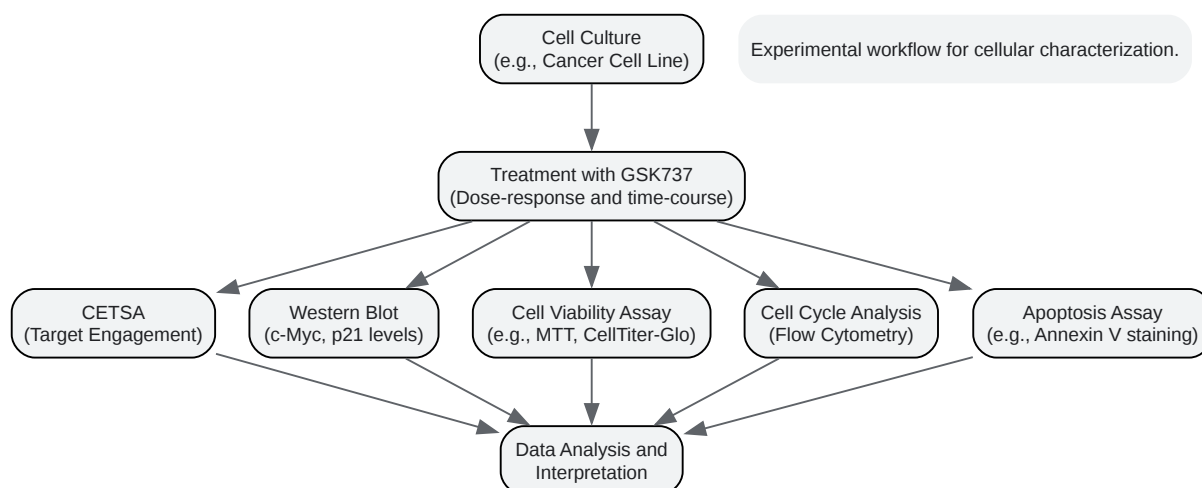 Cell Culture
(e.g., Cancer Cell Line)
Experimental workflow for cellular characterization.
Treatment with GSK737
(Dose-response and time-course)
CETSA
(Target Engagement)
Western Blot
(c-Myc, p21 levels)
Cell Viability Assay
(e.g., MTT, CellTiter-Glo)
Cell Cycle Analysis
(Flow Cytometry)
Apoptosis Assay
(e.g., Annexin V staining)
Data Analysis and
Interpretation